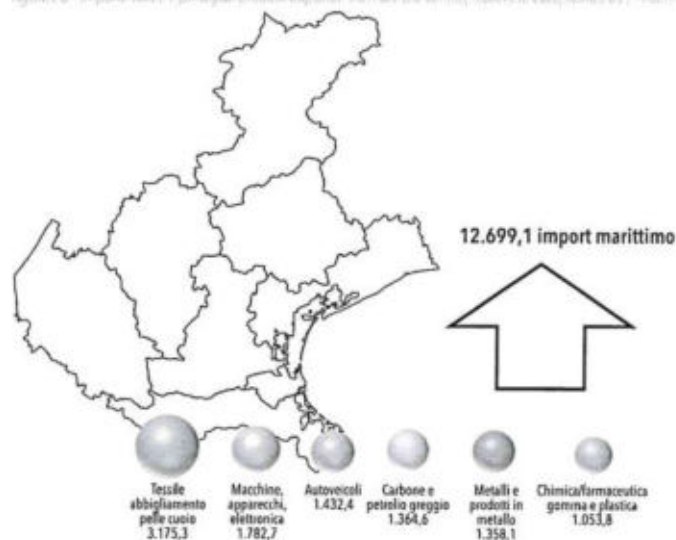 12.699,1 import marittimo
Tessile
abbigliamento
pelle cuoio
3.175,3
Macchine,
apparecchi,
elettronica
1.782,7
Autoveicoli
1.432,4
Carbone e
petrolio greggio
1.364,6
Metalli e
prodotti in
metallo
1.358,1
Chimica/farmaceutica
gomma e plastica
1.053,8